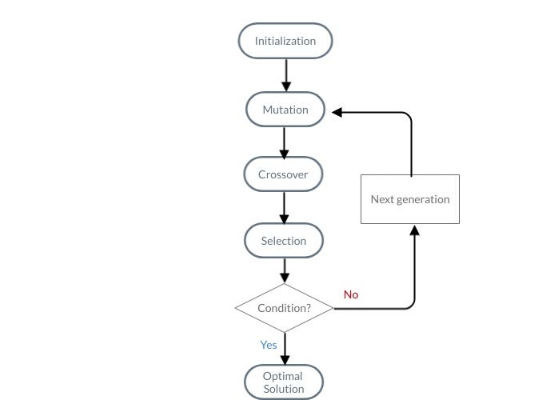 Initialization
Mutation
Crossover
Next generation
Selection
No
Condition?
Yes
Optimal
Solution